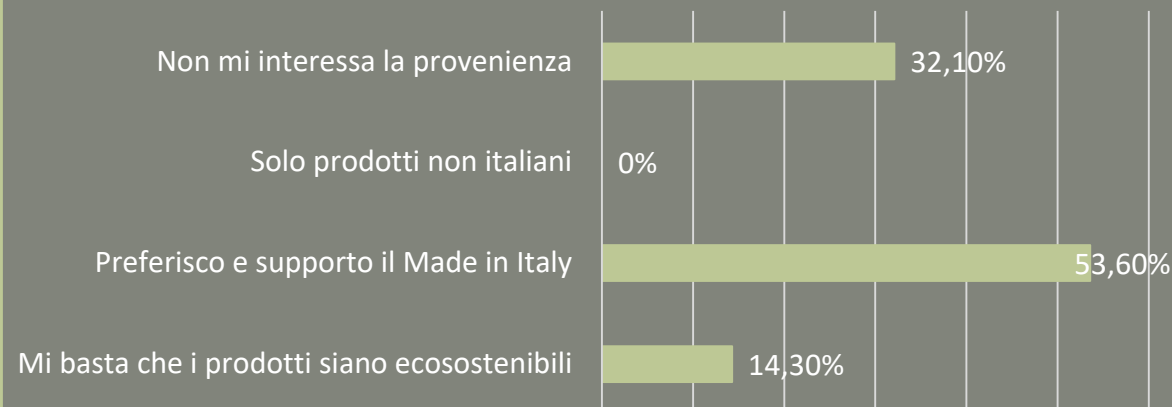 Non mi interessa la provenienza 32,10%
Solo prodotti non italiani 0%
Preferisco e supporto il Made in Italy 53,60%
Mi basta che i prodotti siano ecosostenibili 14,30%